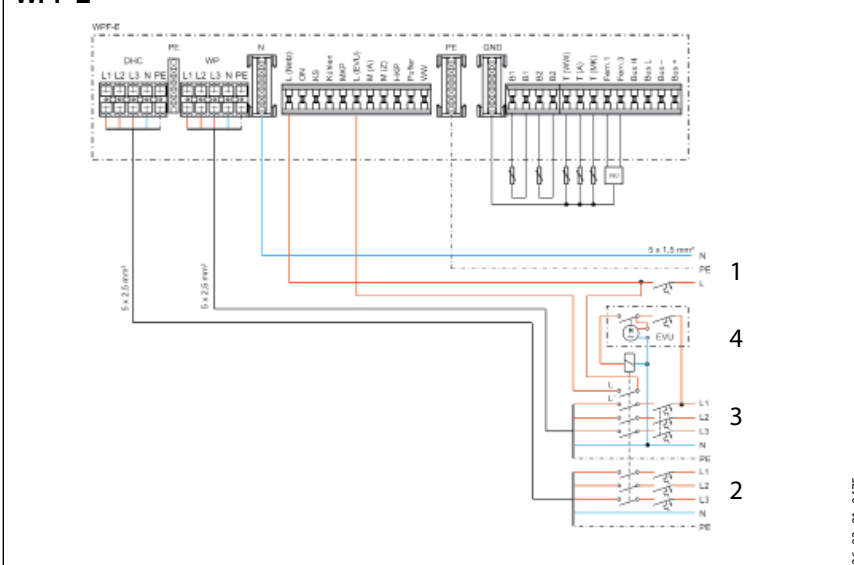 WPF-E
DHC
PE
WP
N
PE
GND
L1 L2 L3 N PE
L1 L2 L3 N PE
L (Netz)
ON
KS
Kühlen
MKP
L (EVU)
M (A)
M (Z)
HKP
Puffer
WW
B1
B1
B2
B2
T (WW)
T (A)
T (MK)
Fern.1
Fern.3
Bus H
Bus L
Bus –
Bus +
5 x 2,5 mm²
5 x 2,5 mm²
5 x 1,5 mm²
N
PE
L
1
EVU
4
L
L'
L1
L2
L3
N
PE
3
L1
L2
L3
N
PE
2